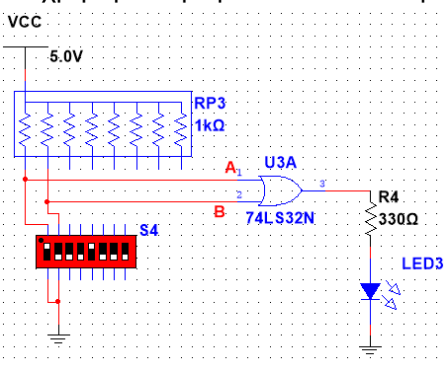 VCC
5.0V
RP3
1kΩ
A
1
U3A
2
3
B
74LS32N
R4
330Ω
S4
LED3